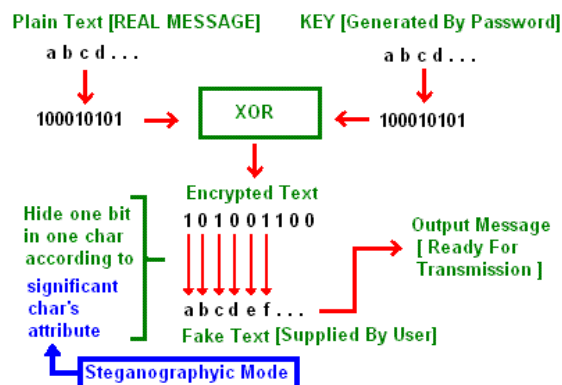 Plain Text [REAL MESSAGE]
KEY [Generated By Password]
a b c d . . .
a b c d . . .
100010101
XOR
100010101
Encrypted Text
1 0 1 0 0 1 1 0 0
Hide one bit
in one char
according to
significant
char's
attribute
Output Message
[ Ready For
Transmission ]
a b c d e f . . .
Fake Text [Supplied By User]
Steganographyic Mode